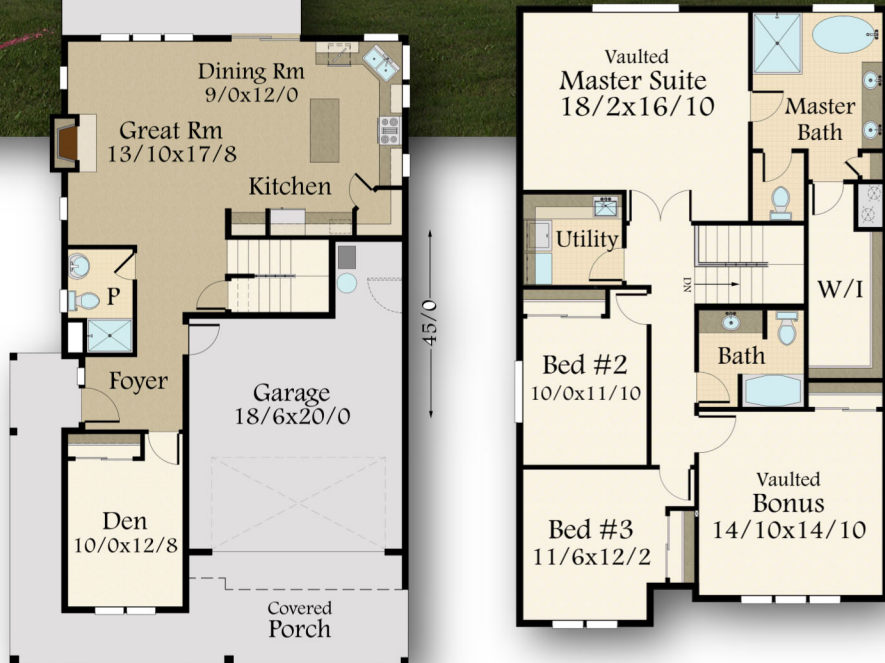 Dining Rm
9/0x12/0
Great Rm
13/10x17/8
Kitchen
P
Foyer
Garage
18/6x20/0
Den
10/0x12/8
Covered
Porch
45/0
Vaulted
Master Suite
18/2x16/10
Master
Bath
Utility
DN
W/I
Bed #2
10/0x11/10
Bath
Vaulted
Bonus
14/10x14/10
Bed #3
11/6x12/2